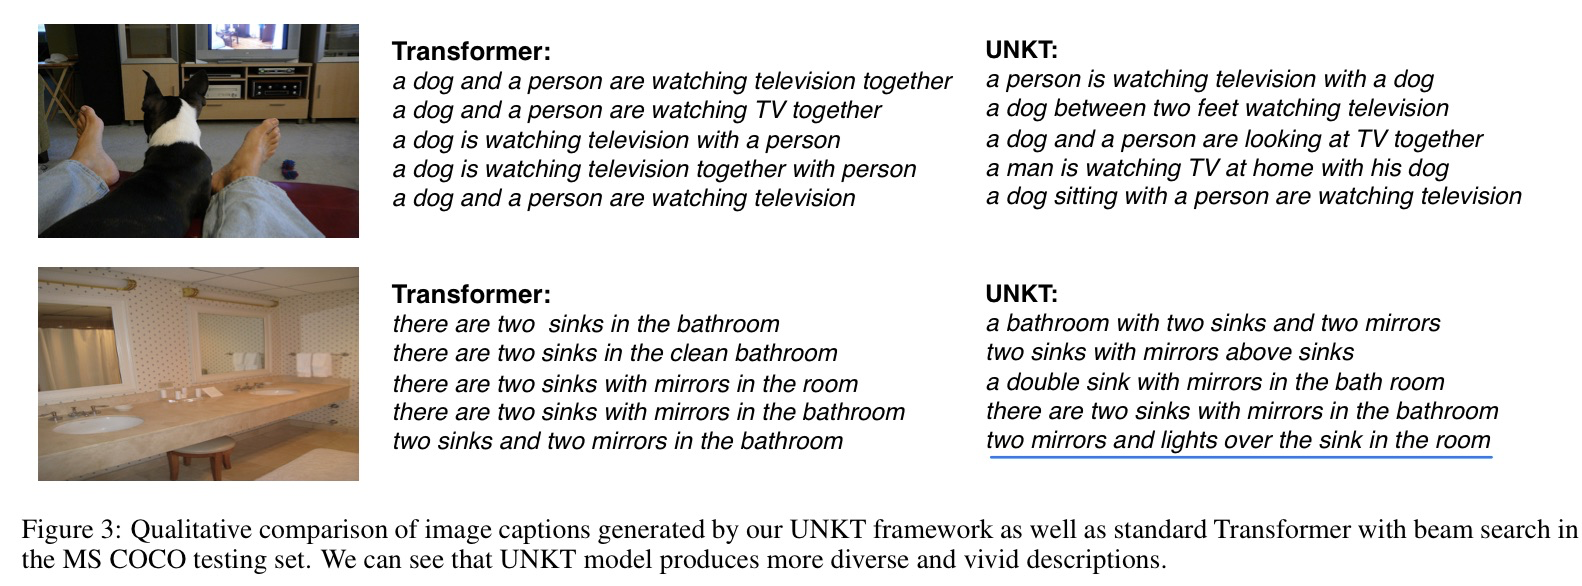 Transformer:
a dog and a person are watching television together
a dog and a person are watching TV together
a dog is watching television with a person
a dog is watching television together with person
a dog and a person are watching television
UNKT:
a person is watching television with a dog
a dog between two feet watching television
a dog and a person are looking at TV together
a man is watching TV at home with his dog
a dog sitting with a person are watching television
Transformer:
there are two sinks in the bathroom
there are two sinks in the clean bathroom
there are two sinks with mirrors in the room
there are two sinks with mirrors in the bathroom
two sinks and two mirrors in the bathroom
UNKT:
a bathroom with two sinks and two mirrors
two sinks with mirrors above sinks
a double sink with mirrors in the bath room
there are two sinks with mirrors in the bathroom
two mirrors and lights over the sink in the room
Figure 3: Qualitative comparison of image captions generated by our UNKT framework as well as standard Transformer with beam search in
the MS COCO testing set. We can see that UNKT model produces more diverse and vivid descriptions.